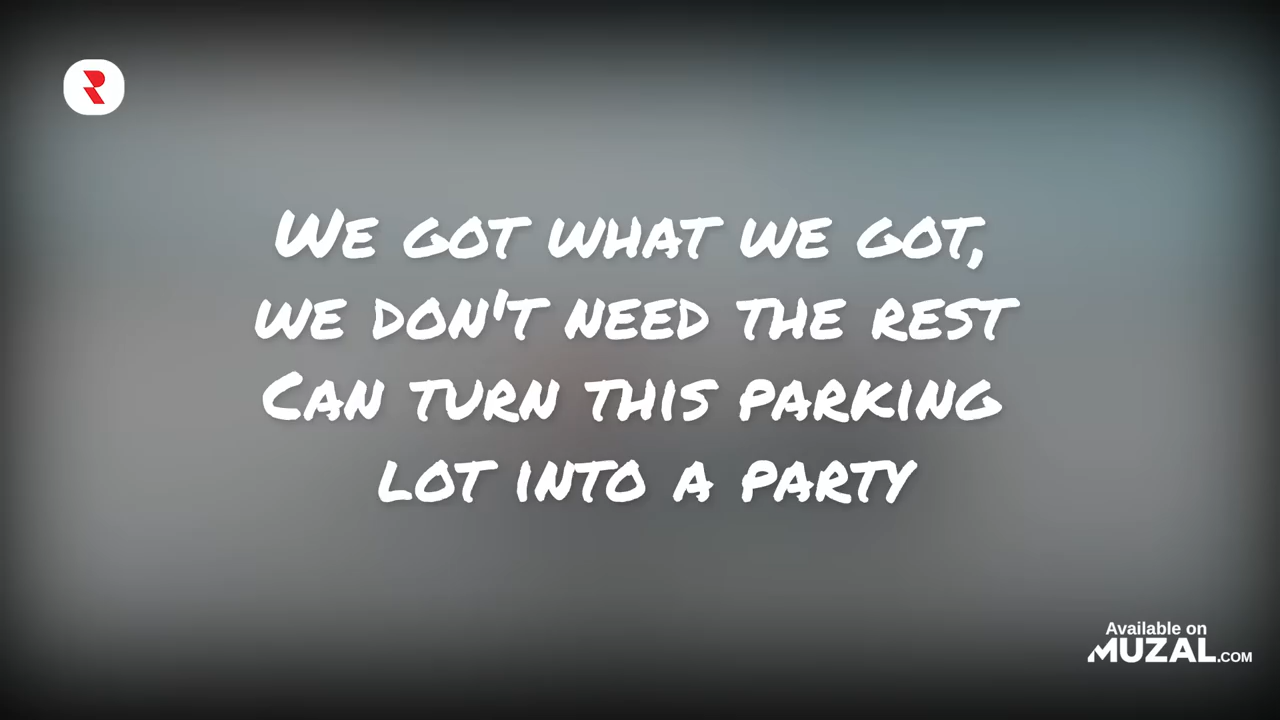 We got what we got,
we don't need the rest
Can turn this parking
lot into a party
Available on
MUZAL.COM